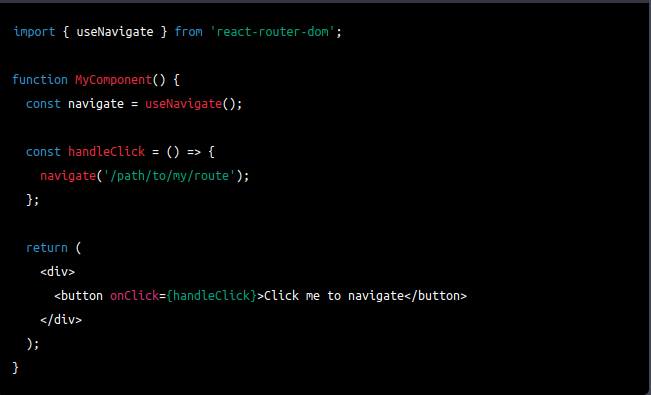 import { useNavigate } from 'react-router-dom';
function MyComponent() {
const navigate = useNavigate();
const handleClick = () => {
navigate('/path/to/my/route');
};
return (
<div>
<button onClick={handleClick}>Click me to navigate</button>
</div>
);
}